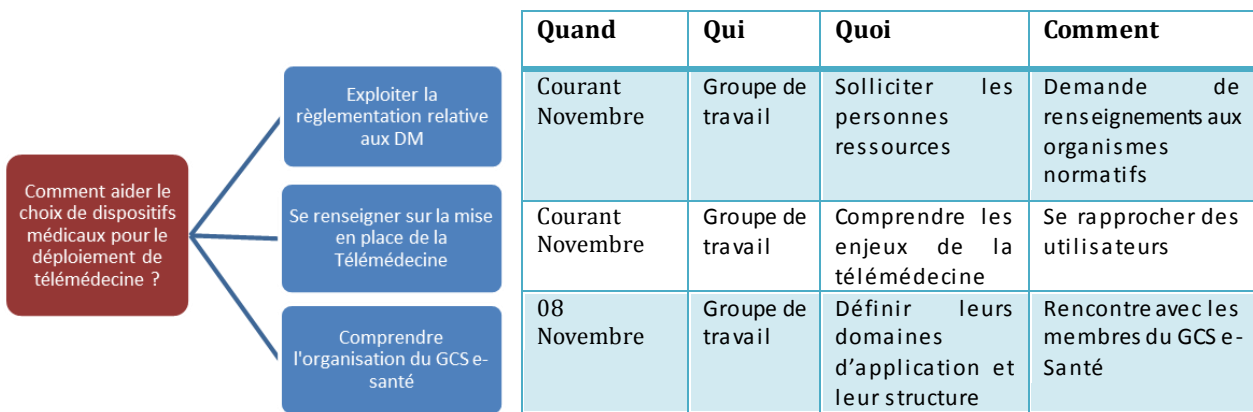 Comment aider le
choix de dispositifs
médicaux pour le
déploiement de
télémédecine ?
Exploiter la
règlementation relative
aux DM
Se renseigner sur la mise
en place de la
Télémédecine
Comprendre
l'organisation du GCS e-
santé
Quand
Qui
Quoi
Comment
Courant
Novembre
Groupe de
travail
Solliciter les
personnes
ressources
Demande de
renseignements aux
organismes
normatifs
Courant
Novembre
Groupe de
travail
Comprendre les
enjeux de la
télémédecine
Se rapprocher des
utilisateurs
08
Novembre
Groupe de
travail
Définir leurs
domaines
d'application et
leur structure
Rencontre avec les
membres du GCS e-
Santé